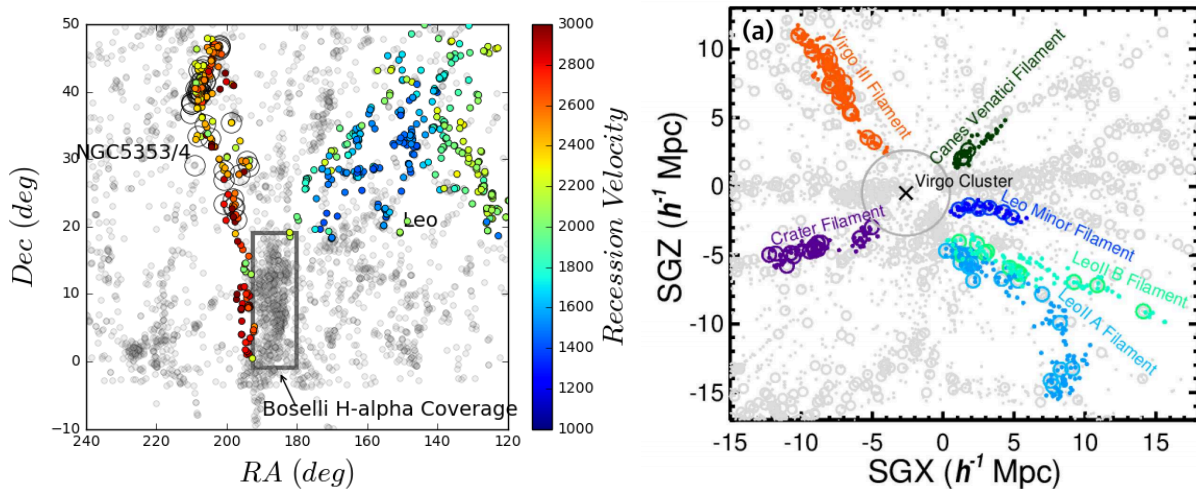 50
40
30
20
10
0
−10
240
220
200
180
160
140
120
Dec (deg)
RA (deg)
NGC5353/4
Leo
Boselli H-alpha Coverage
3000
2800
2600
2400
2200
2000
1800
1600
1400
1200
1000
Recession Velocity
(a)
10
5
0
-5
-10
-15
-15
-10
-5
0
5
10
15
SGZ (h⁻¹ Mpc)
SGX (h⁻¹ Mpc)
Virgo III Filament
Canes Venatici Filament
Virgo Cluster
Crater Filament
Leo Minor Filament
LeoII B Filament
LeoII A Filament